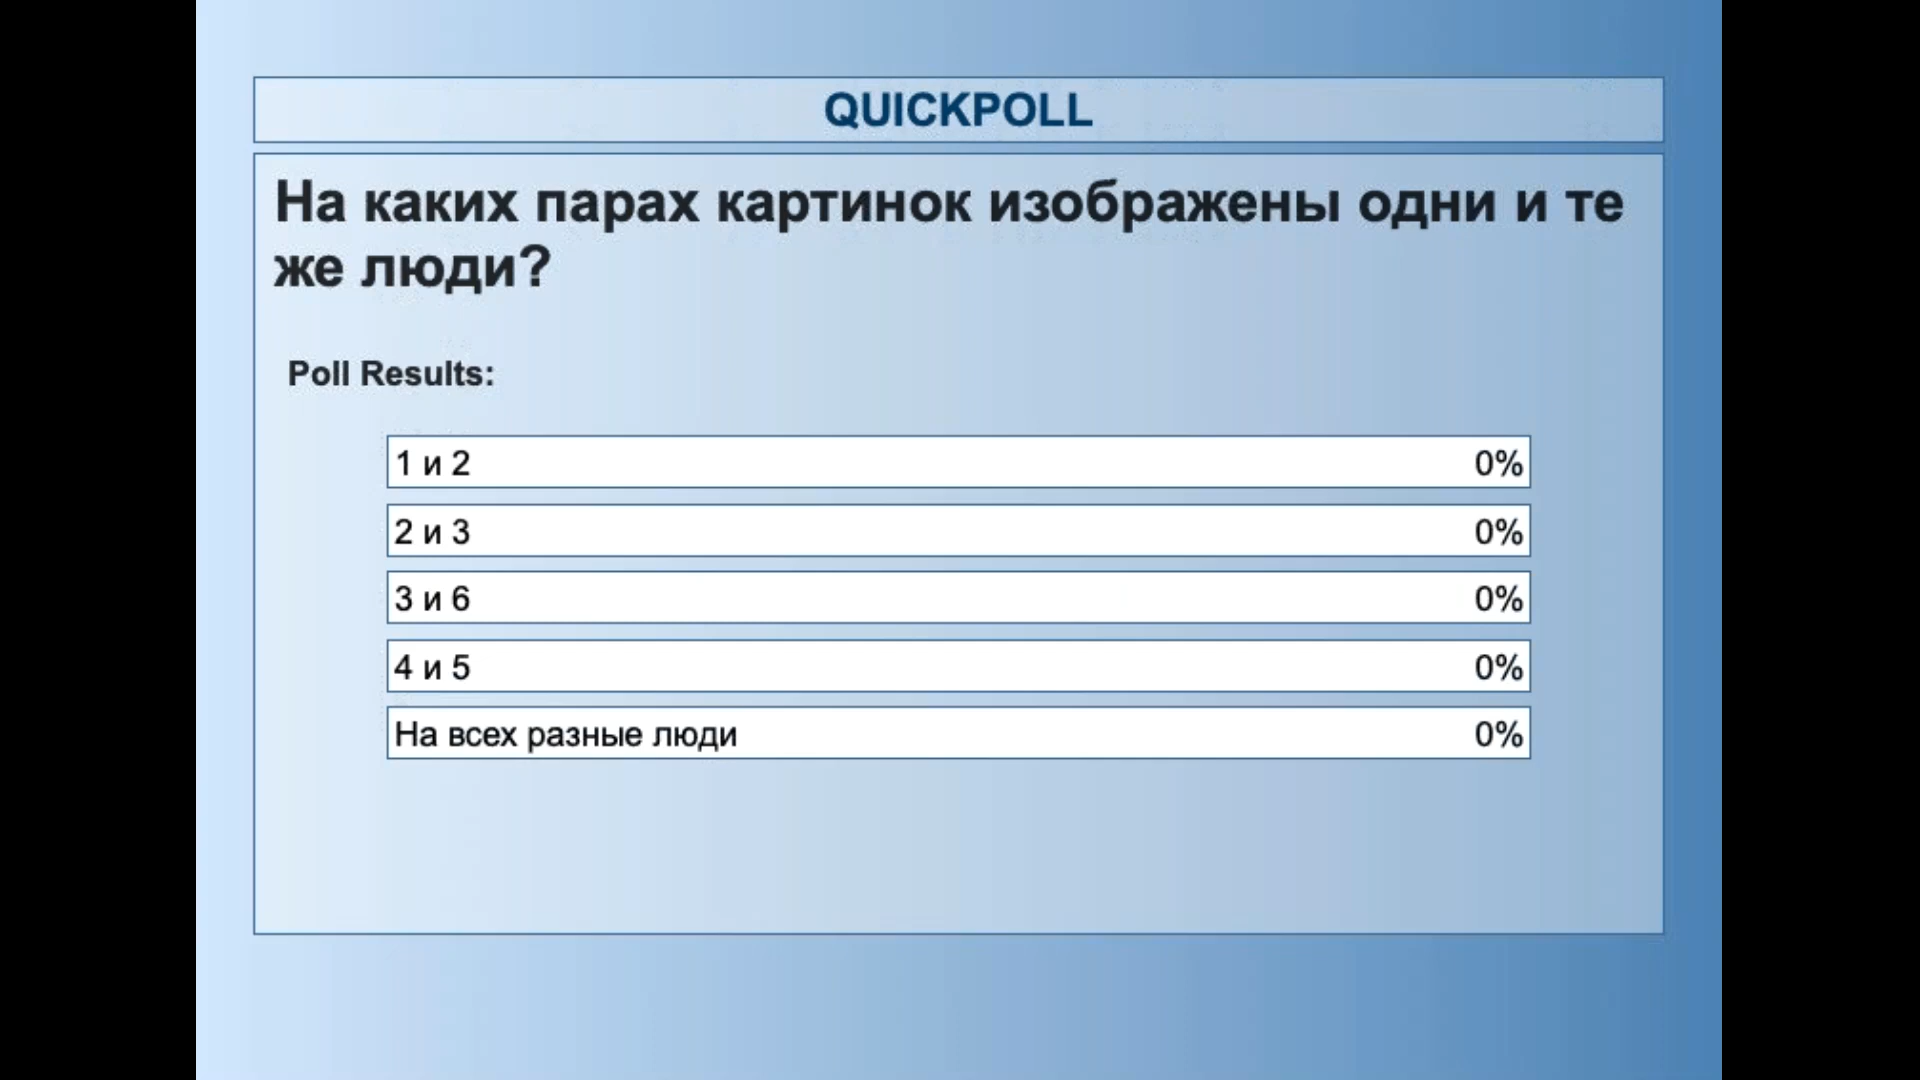 QUICKPOLL
На каких парах картинок изображены одни и те
же люди?
Poll Results:
1 и 2 0%
2 и 3 0%
3 и 6 0%
4 и 5 0%
На всех разные люди 0%